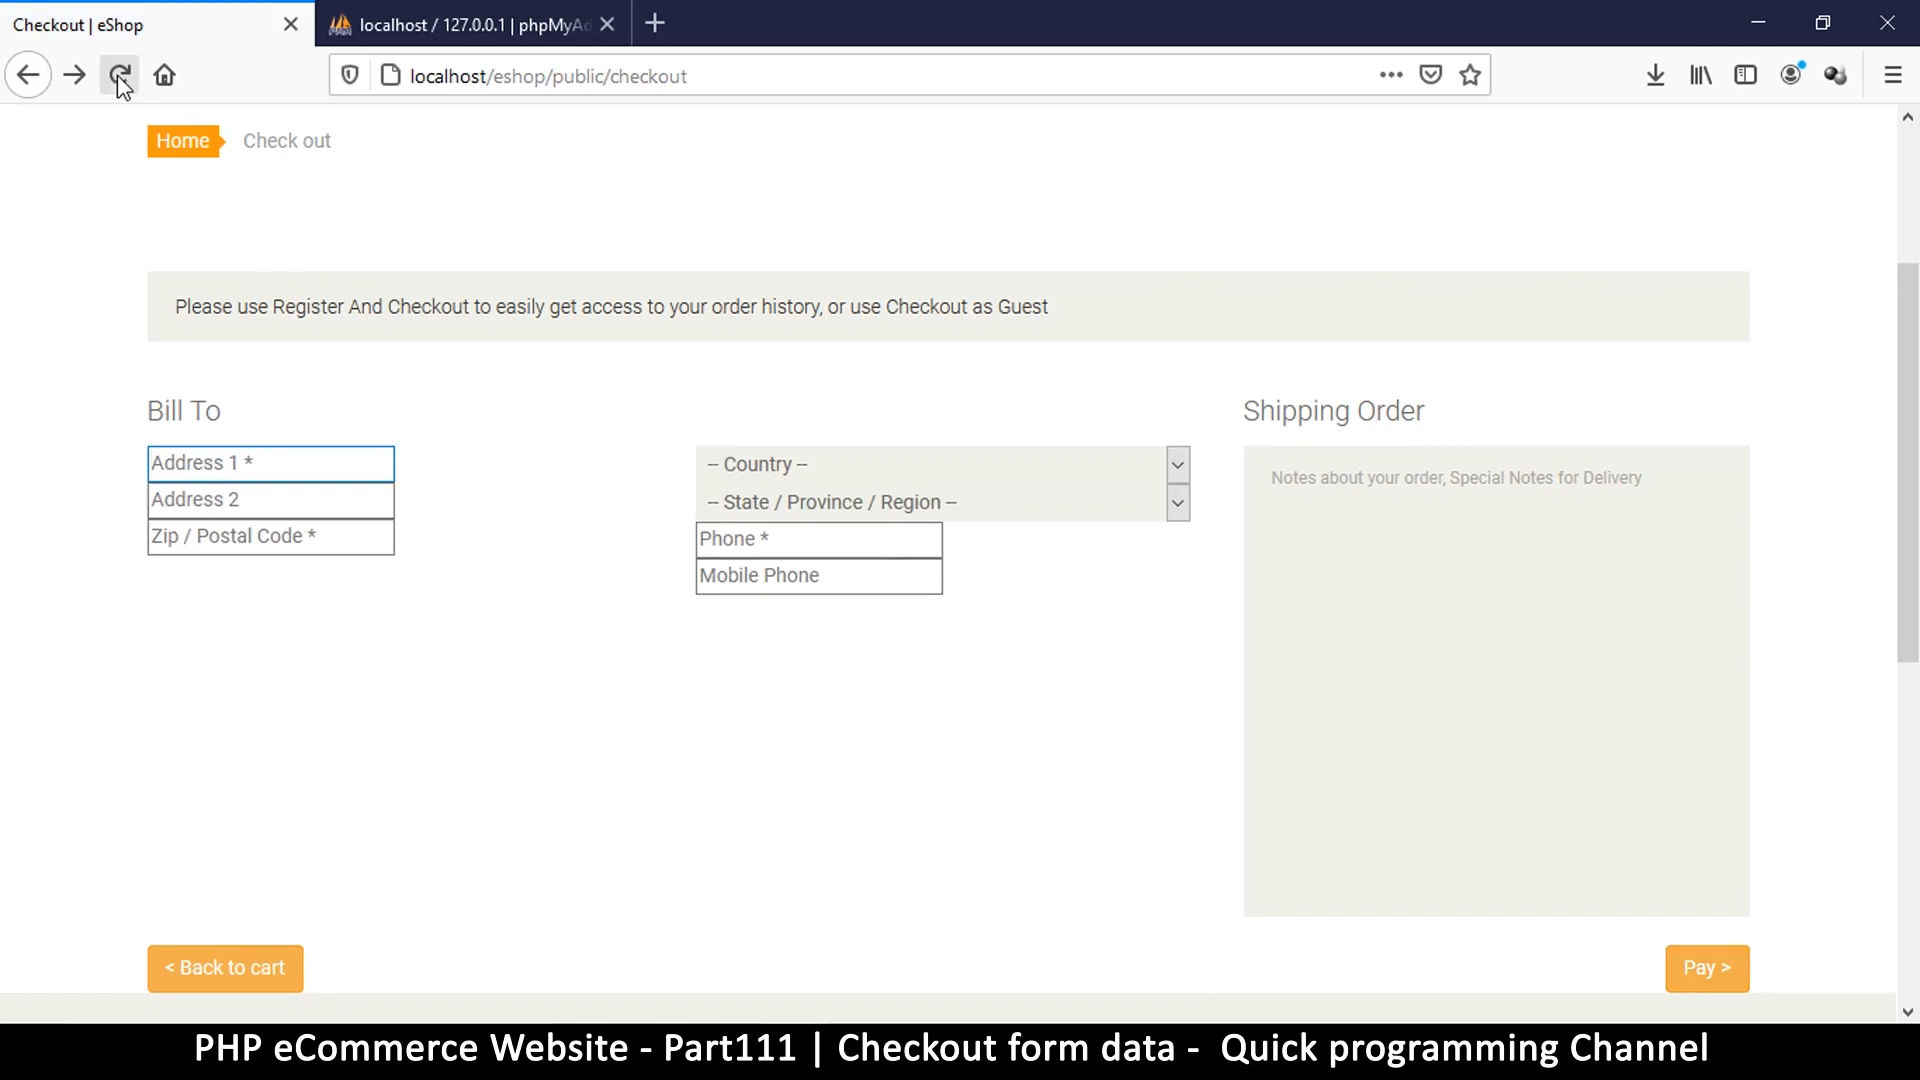 Checkout | eShop
localhost / 127.0.0.1 | phpMyAd
localhost/eshop/public/checkout
Home
Check out
Please use Register And Checkout to easily get access to your order history, or use Checkout as Guest
Bill To
Shipping Order
Address 1 *
Address 2
Zip / Postal Code *
-- Country --
-- State / Province / Region --
Phone *
Mobile Phone
Notes about your order, Special Notes for Delivery
< Back to cart
Pay >
PHP eCommerce Website - Part111 | Checkout form data -  Quick programming Channel